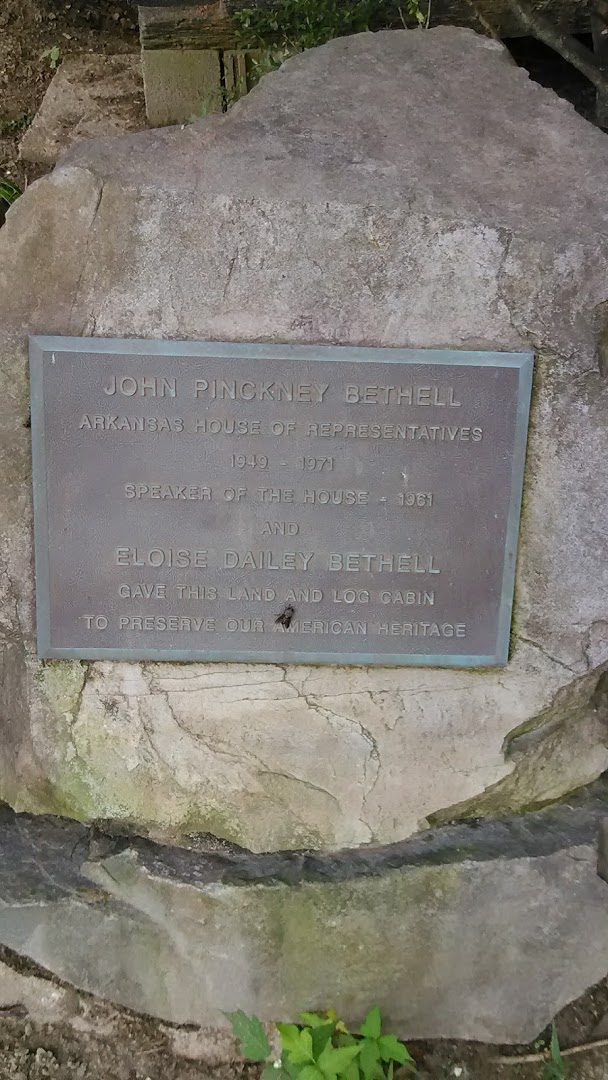 JOHN PINCKNEY BETHELL
ARKANSAS HOUSE OF REPRESENTATIVES
1949 - 1971
SPEAKER OF THE HOUSE - 1961
AND
ELOISE DAILEY BETHELL
GAVE THIS LAND AND LOG CABIN
TO PRESERVE OUR AMERICAN HERITAGE